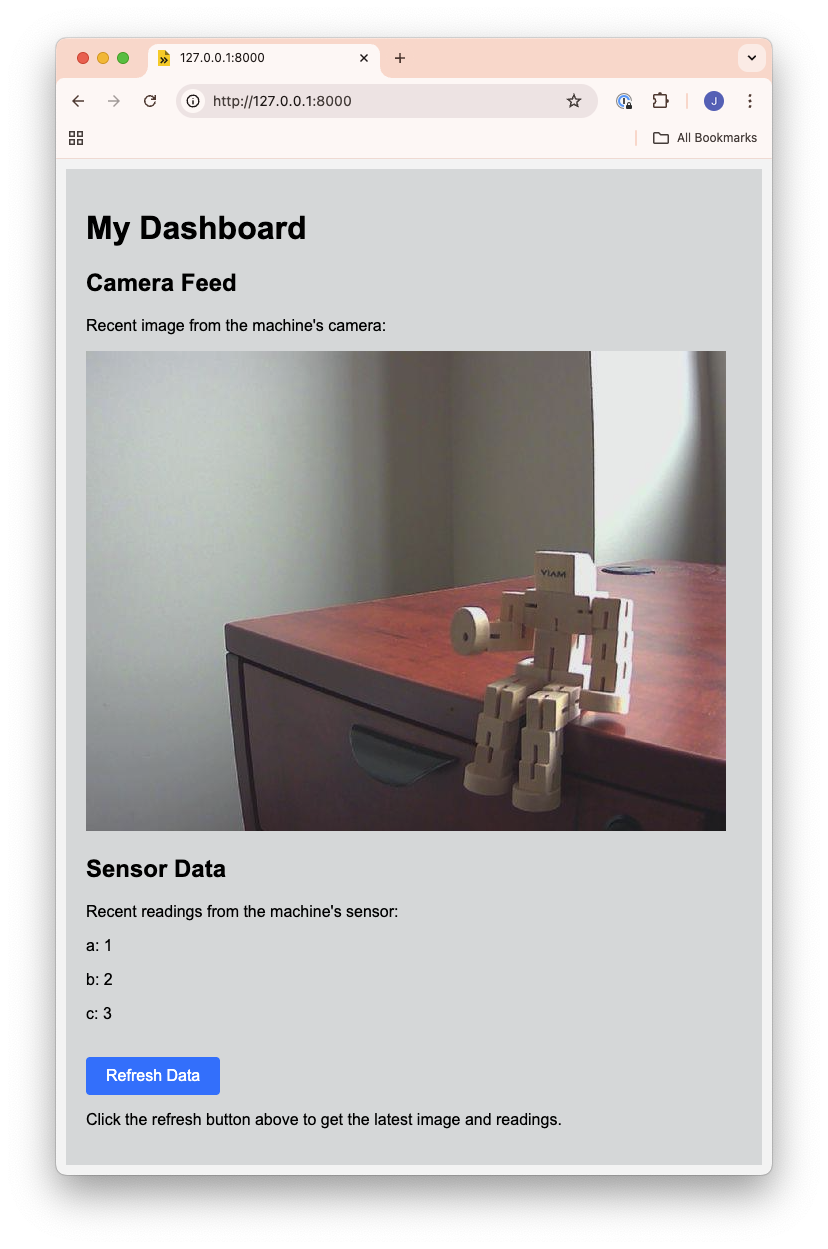 127.0.0.1:8000
http://127.0.0.1:8000
J
All Bookmarks
My Dashboard
Camera Feed
Recent image from the machine's camera:
VIAM
Sensor Data
Recent readings from the machine's sensor:
a: 1
b: 2
c: 3
Refresh Data
Click the refresh button above to get the latest image and readings.